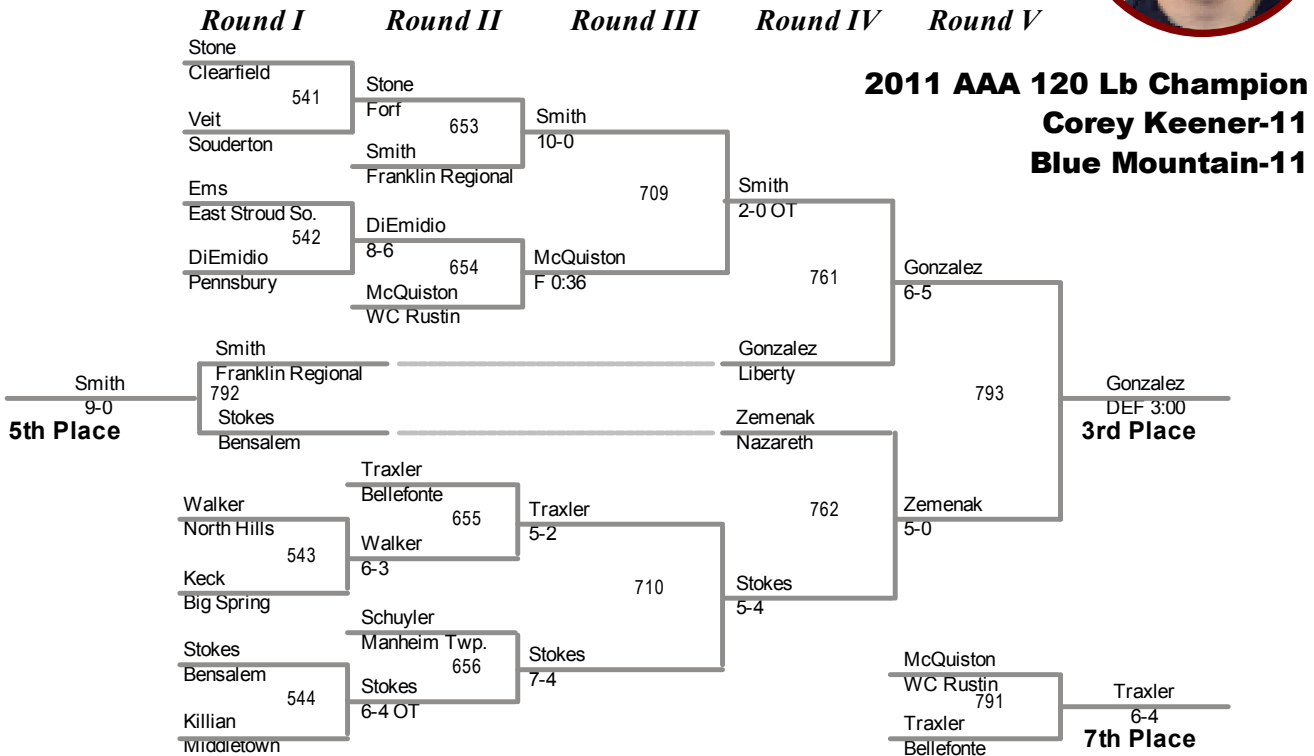 Round I Round II Round III Round IV Round V
2011 AAA 120 Lb Champion
Corey Keener-11
Blue Mountain-11
Stone
Clearfield
541
Veit
Souderton
Ems
East Stroud So.
542
DiEmidio
Pennsbury
Stone
Forf
653
Smith
Franklin Regional
DiEmidio
8-6
654
McQuiston
WC Rustin
Smith
10-0
709
McQuiston
F 0:36
Smith
2-0 OT
761
Gonzalez
Liberty
Gonzalez
6-5
Smith
9-0
5th Place
Smith
Franklin Regional
792
Stokes
Bensalem
Zemenak
Nazareth
793
Gonzalez
DEF 3:00
3rd Place
Walker
North Hills
543
Keck
Big Spring
Stokes
Bensalem
544
Killian
Middletown
Traxler
Bellefonte
655
Walker
6-3
Schuyler
Manheim Twp.
656
Stokes
6-4 OT
Traxler
5-2
710
Stokes
7-4
762
Stokes
5-4
Zemenak
5-0
McQuiston
WC Rustin
791
Traxler
Bellefonte
Traxler
6-4
7th Place